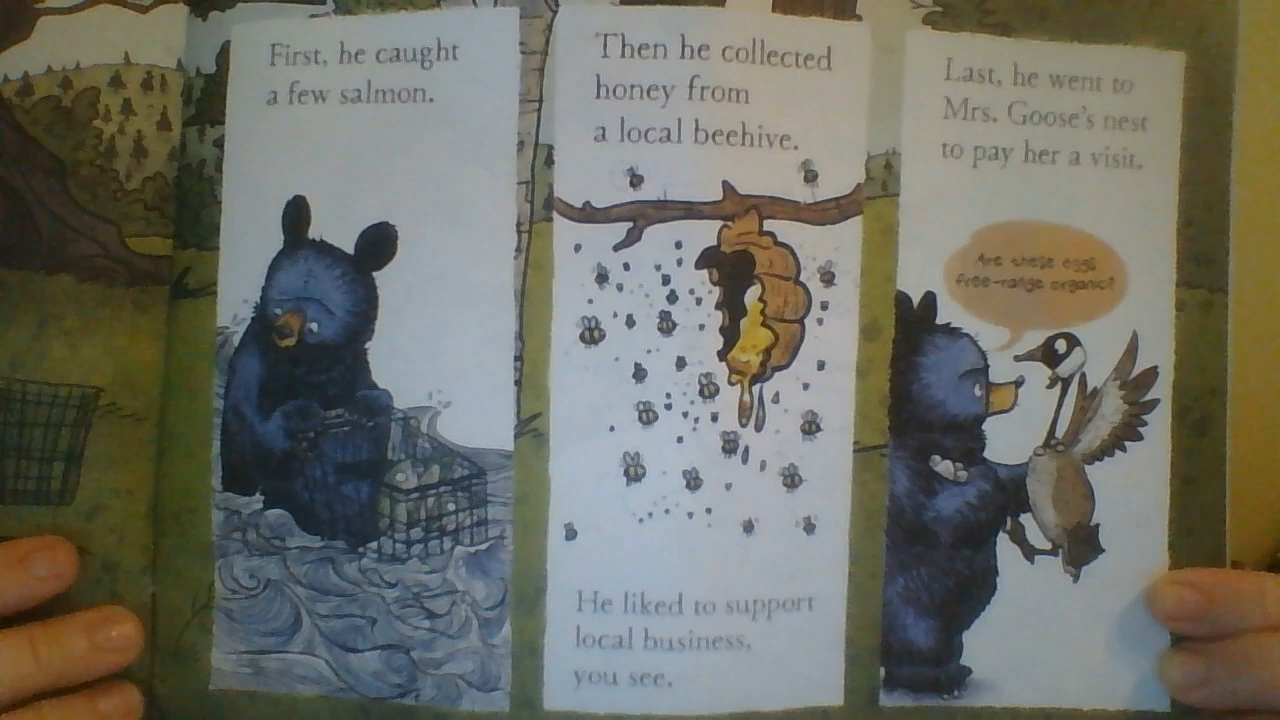 First, he caught
a few salmon.
Then he collected
honey from
a local beehive.
He liked to support
local business,
you see.
Last, he went to
Mrs. Goose's nest
to pay her a visit.
Are these eggs
free-range organic?